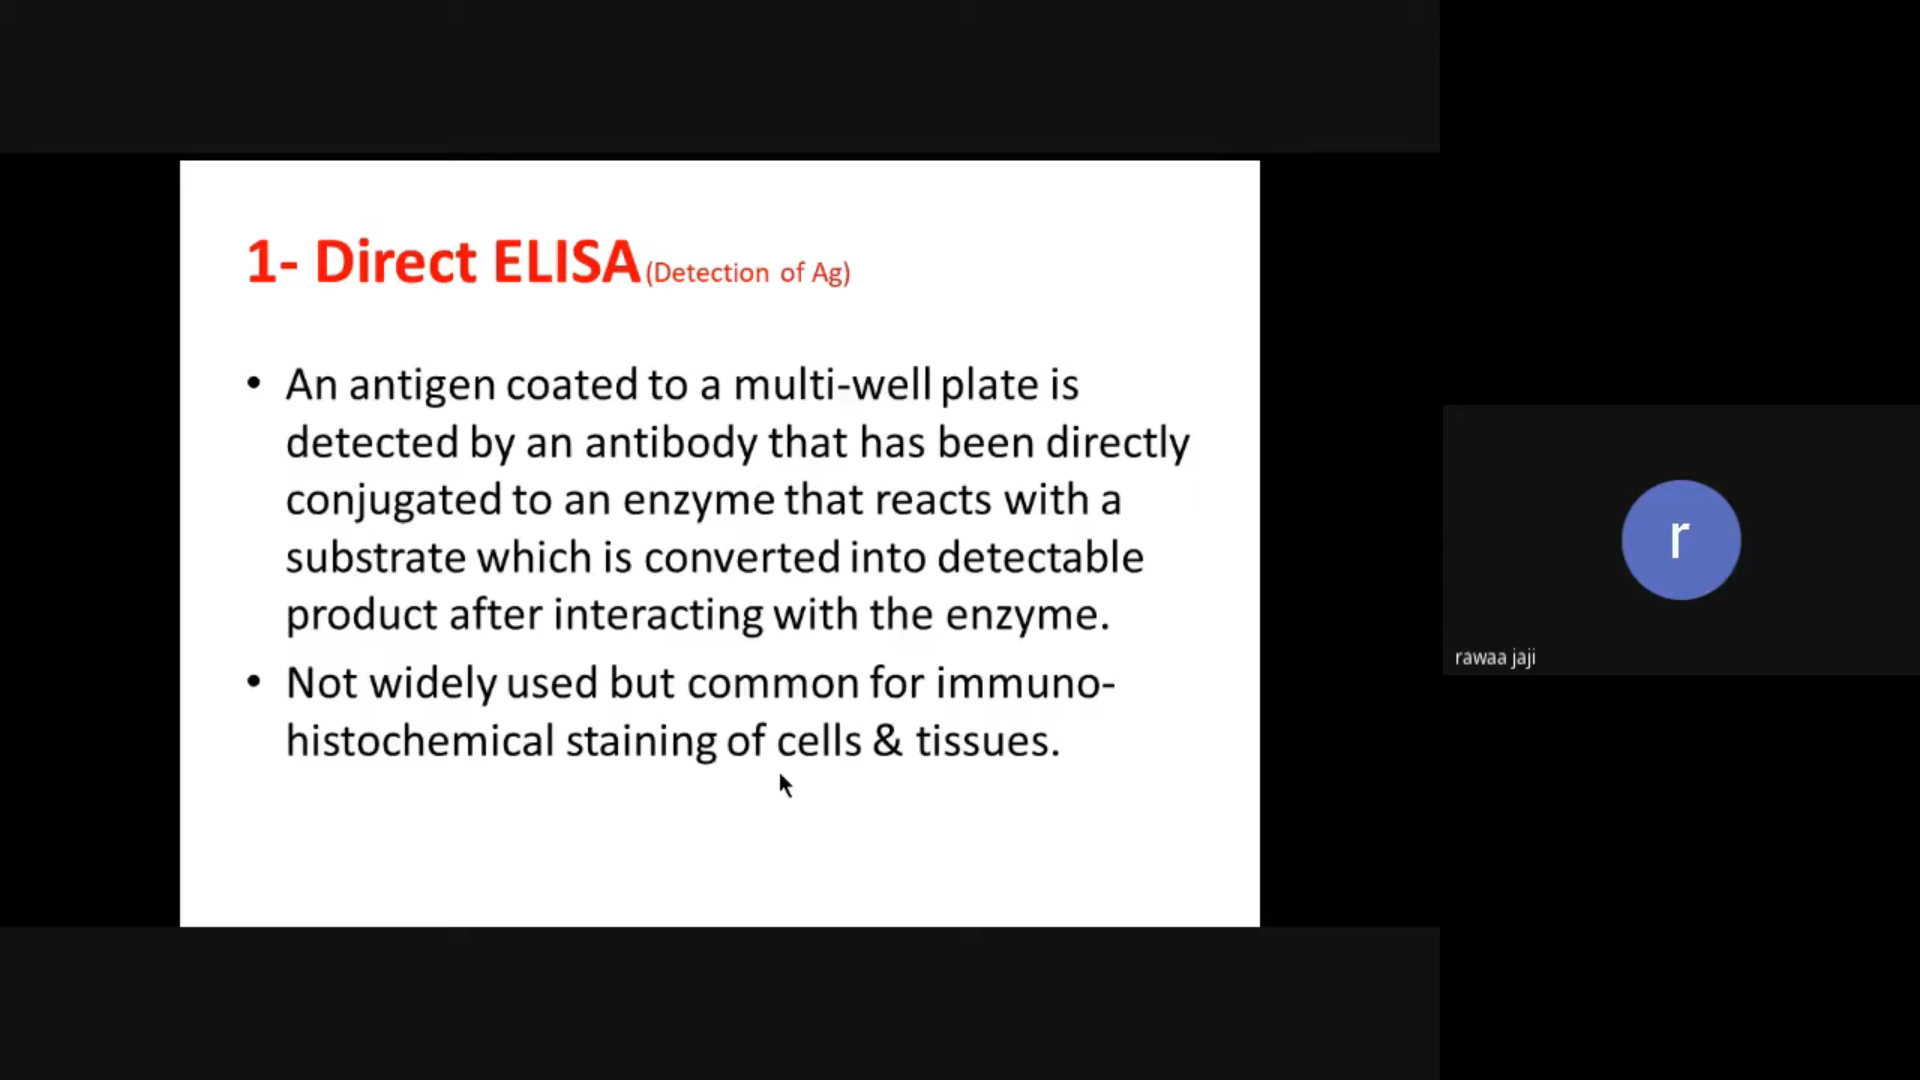 1- Direct ELISA (Detection of Ag)
• An antigen coated to a multi-well plate is
detected by an antibody that has been directly
conjugated to an enzyme that reacts with a
substrate which is converted into detectable
product after interacting with the enzyme.
• Not widely used but common for immuno-
histochemical staining of cells & tissues.
r
rawaa jaji